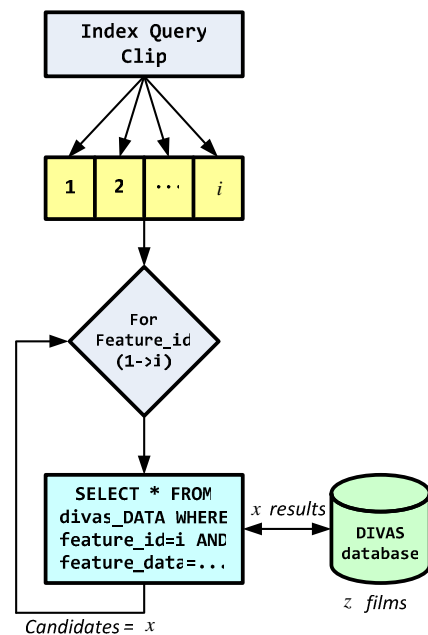 Index Query
Clip
1 2 ... i
For
Feature_id
(1->i)
SELECT * FROM
divas_DATA WHERE
feature_id=i AND
feature_data=...
x results
DIVAS
database
z films
Candidates = x